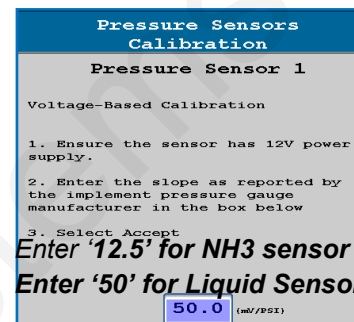 Pressure Sensors
Calibration
Pressure Sensor 1
Voltage-Based Calibration
1. Ensure the sensor has 12V power
supply.
2. Enter the slope as reported by
the implement pressure gauge
manufacturer in the box below
3. Select Accept
Enter ‘12.5’ for NH3 sensor
Enter ‘50’ for Liquid Sensor
50.0 (mV/PSI)